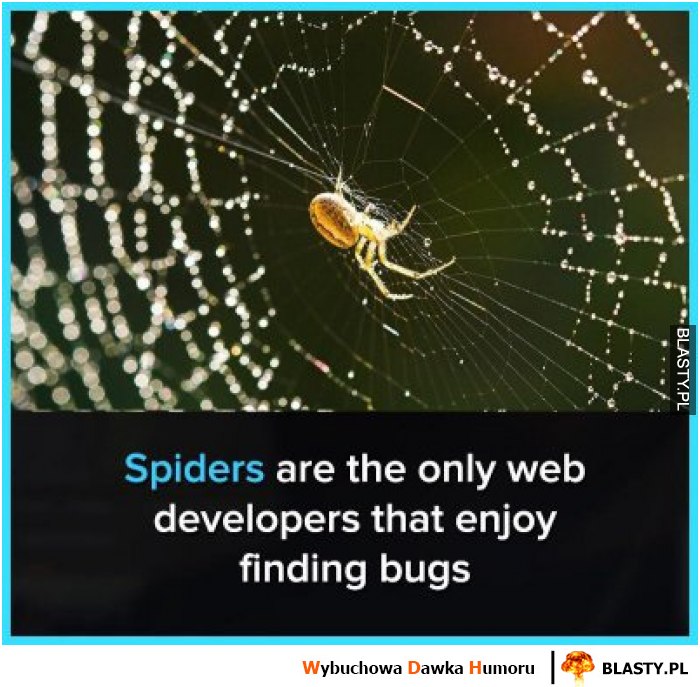 BLASTY.PL
Spiders are the only web
developers that enjoy
finding bugs
Wybuchowa Dawka Humoru
BLASTY.PL